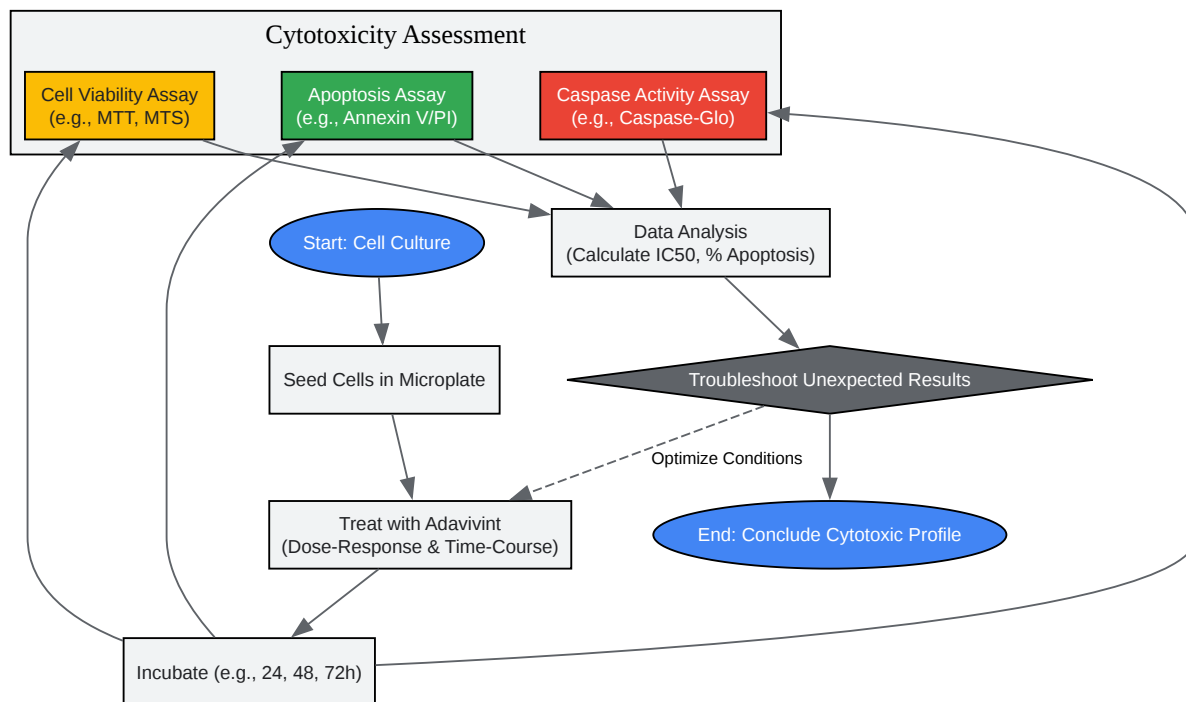 Cytotoxicity Assessment
Cell Viability Assay
(e.g., MTT, MTS)
Apoptosis Assay
(e.g., Annexin V/PI)
Caspase Activity Assay
(e.g., Caspase-Glo)
Start: Cell Culture
Data Analysis
(Calculate IC50, % Apoptosis)
Seed Cells in Microplate
Troubleshoot Unexpected Results
Optimize Conditions
Treat with Adavivint
(Dose-Response & Time-Course)
End: Conclude Cytotoxic Profile
Incubate (e.g., 24, 48, 72h)